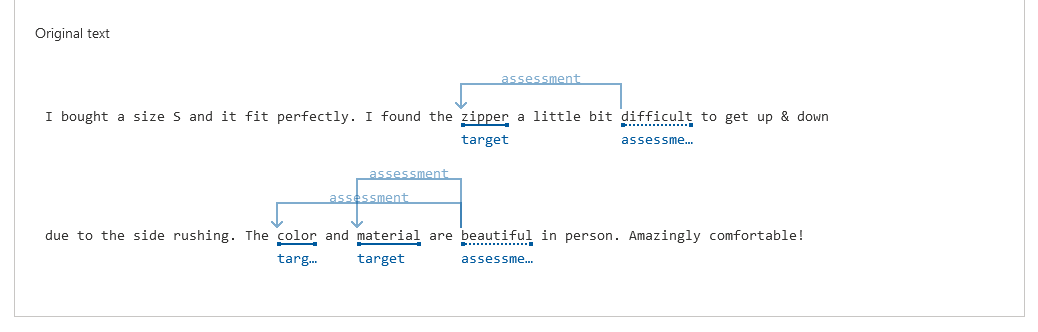 Original text
assessment
I bought a size S and it fit perfectly. I found the zipper a little bit difficult to get up & down
target assessme…
assessment
assessment
due to the side rushing. The color and material are beautiful in person. Amazingly comfortable!
targ… target assessme…